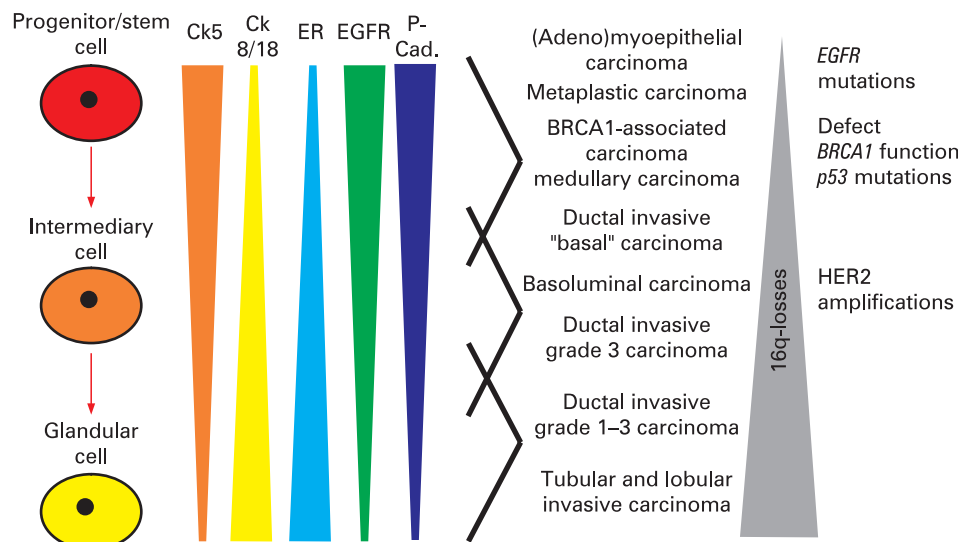 Progenitor/stem
cell
Ck5
Ck
8/18
ER
EGFR
P-
Cad.
(Adeno)myoepithelial
carcinoma
Metaplastic carcinoma
BRCA1-associated
carcinoma
medullary carcinoma
Ductal invasive
"basal" carcinoma
Basoluminal carcinoma
Ductal invasive
grade 3 carcinoma
Ductal invasive
grade 1–3 carcinoma
Tubular and lobular
invasive carcinoma
Intermediary
cell
Glandular
cell
16q-losses
EGFR
mutations
Defect
BRCA1 function
p53 mutations
HER2
amplifications